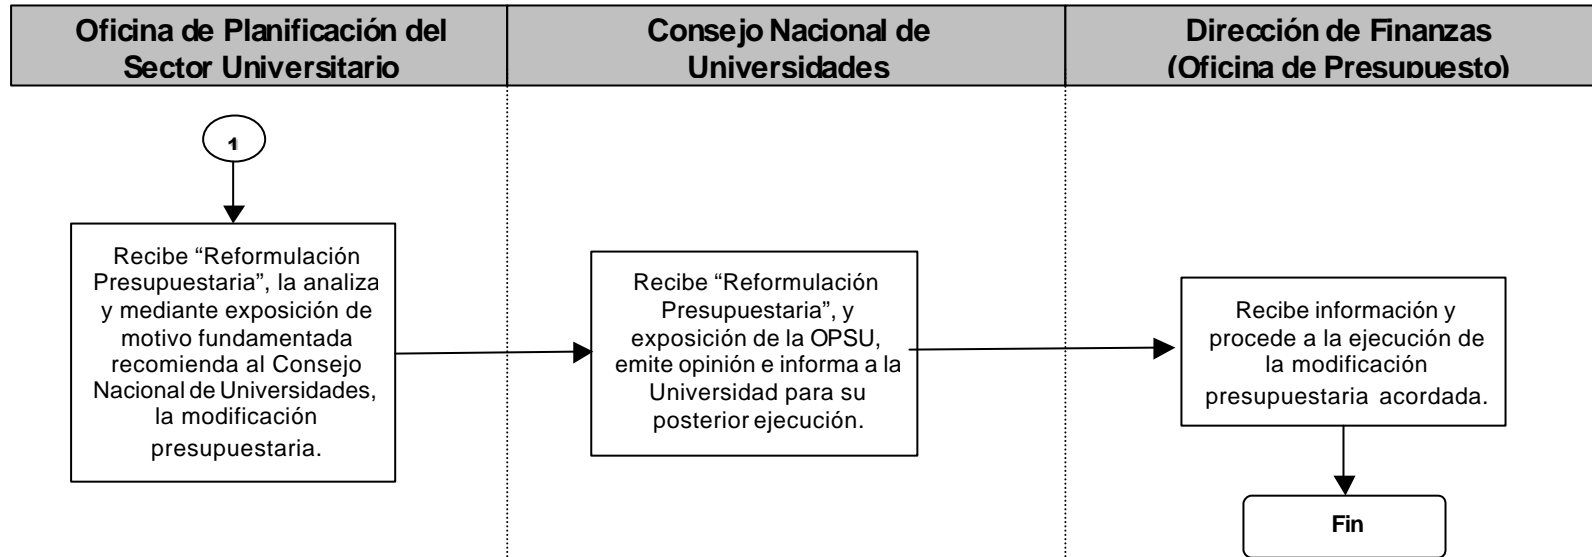 Oficina de Planificación del
Sector Universitario
Consejo Nacional de
Universidades
Dirección de Finanzas
(Oficina de Presupuesto)
1
Recibe “Reformulación
Presupuestaria”, la analiza
y mediante exposición de
motivo fundamentada
recomienda al Consejo
Nacional de Universidades,
la modificación
presupuestaria.
Recibe “Reformulación
Presupuestaria”, y
exposición de la OPSU,
emite opinión e informa a la
Universidad para su
posterior ejecución.
Recibe información y
procede a la ejecución de
la modificación
presupuestaria acordada.
Fin